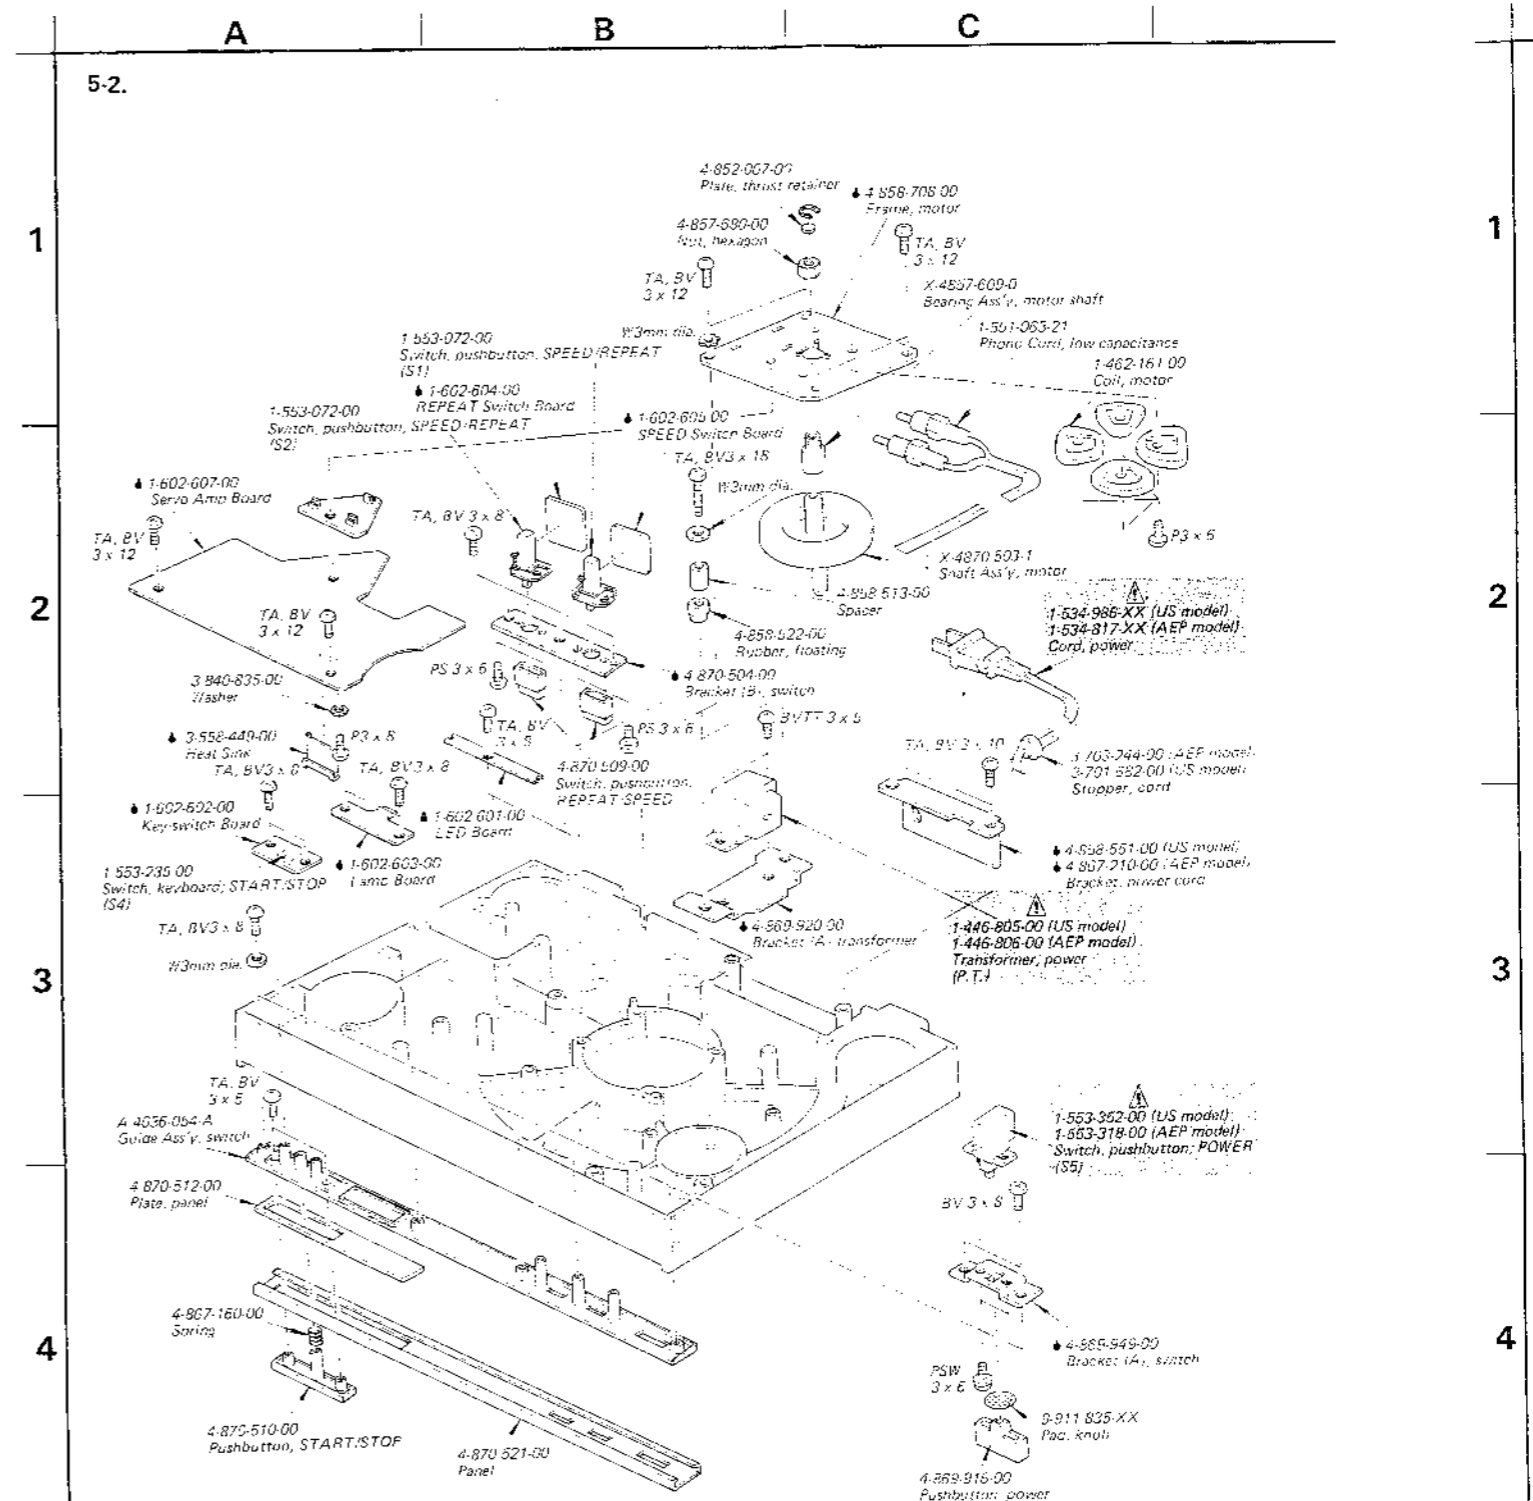 A B C
5-2.
1 1
4-852-007-00
Plate, thrust retainer
4-858-708-00
Frame, motor
4-857-680-00
Nut, hexagon
TA, BV
3 x 12
TA, BV
3 x 12
X-4857-609-0
Bearing Ass'y, motor shaft
W3mm dia.
1-551-063-21
Phono Cord, low capacitance
1-553-072-00
Switch, pushbutton, SPEED/REPEAT
(S1)
1-462-161-00
Coil, motor
1-602-604-00
REPEAT Switch Board
1-553-072-00
Switch, pushbutton, SPEED/REPEAT
(S2)
1-602-605-00
SPEED Switch Board
TA, BV3 x 18
W3mm dia.
1-602-607-00
Servo Amp Board
TA, BV
3 x 12
TA, BV 3 x 8
P3 x 6
X-4870-503-1
Shaft Ass'y, motor
2 2
4-858-513-00
Spacer
1-534-986-XX (US model)
1-534-817-XX (AEP model)
Cord, power
TA, BV
3 x 12
4-858-522-00
Rubber, floating
PS 3 x 6
4-870-504-00
Bracket (B), switch
3-840-835-00
Washer
BVTT 3 x 6
TA, BV
3 x 8
PS 3 x 6
3-558-449-00
Heat Sink
P3 x 8
TA, BV 3 x 10
3-703-244-00 (AEP model)
3-701-682-00 (US model)
Stopper, cord
TA, BV3 x 8
TA, BV3 x 8
4-870-509-00
Switch, pushbutton,
REPEAT SPEED
1-602-602-00
Key-switch Board
1-602-601-00
LED Board
1-602-603-00
Lamp Board
4-858-551-00 (US model)
4-867-210-00 (AEP model)
Bracket, power cord
1-553-235-00
Switch, keyboard; START/STOP
(S4)
TA, BV3 x 8
W3mm dia.
4-869-920-00
Bracket (A), transformer
1-446-805-00 (US model)
1-446-806-00 (AEP model)
Transformer, power
(P.T.)
3 3
TA, BV
3 x 6
A-4036-054-A
Guide Ass'y, switch
1-553-352-00 (US model)
1-553-318-00 (AEP model)
Switch, pushbutton; POWER
(S5)
4-870-512-00
Plate, panel
BV 3 x 8
4-867-160-00
Spring
4 4
4-869-949-00
Bracket (A), switch
PSW
3 x 6
9-911-835-XX
Pad, knob
4-870-510-00
Pushbutton, START/STOP
4-870-521-00
Panel
4-869-916-00
Pushbutton, power